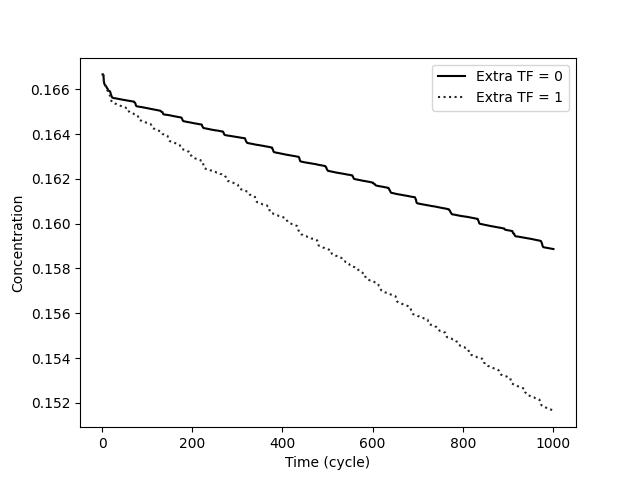 Extra TF = 0
Extra TF = 1
0.166
0.164
0.162
0.160
0.158
0.156
0.154
0.152
Concentration
0 200 400 600 800 1000
Time (cycle)